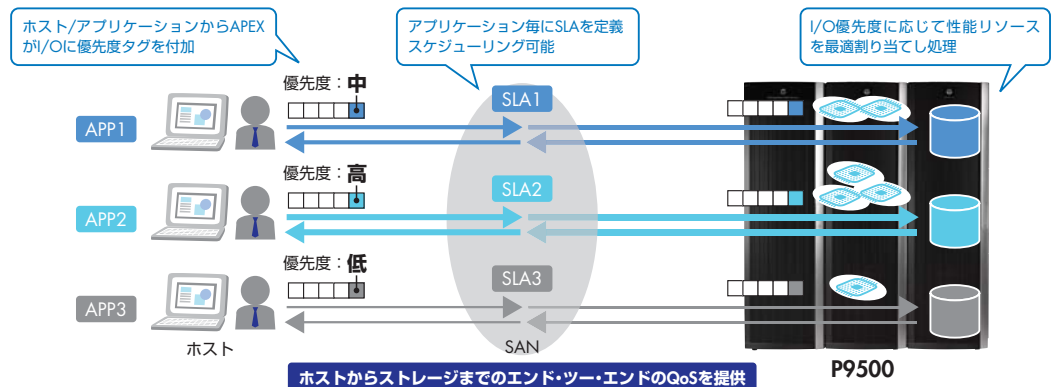 ホスト/アプリケーションからAPEX
がI/Oに優先度タグを付加
アプリケーション毎にSLAを定義
スケジューリング可能
I/O優先度に応じて性能リソース
を最適割り当てし処理
優先度：中
APP1
SLA1
優先度：高
APP2
SLA2
優先度：低
APP3
SLA3
ホスト
SAN
P9500
ホストからストレージまでのエンド・ツー・エンドのQoSを提供